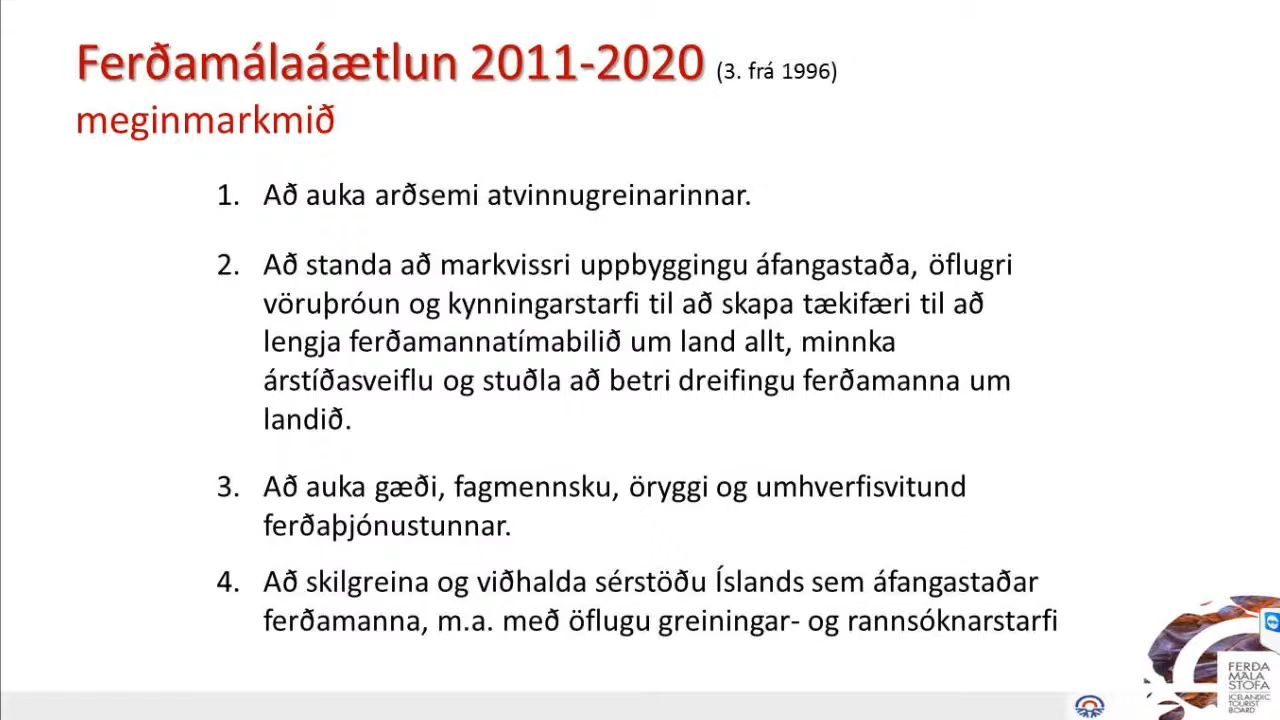 Ferðamálaáætlun 2011-2020 (3. frá 1996)
meginmarkmið
1. Að auka arðsemi atvinnugreinarinnar.
2. Að standa að markvissri uppbyggingu áfangastaða, öflugri
vöruþróun og kynningarstarfi til að skapa tækifæri til að
lengja ferðamannatímabilið um land allt, minnka
árstíðasveiflu og stuðla að betri dreifingu ferðamanna um
landið.
3. Að auka gæði, fagmennsku, öryggi og umhverfisvitund
ferðaþjónustunnar.
4. Að skilgreina og viðhalda sérstöðu Íslands sem áfangastaðar
ferðamanna, m.a. með öflugu greiningar- og rannsóknarstarfi
FERÐA
MÁLA
STOFA
ICELANDIC
TOURIST
BOARD